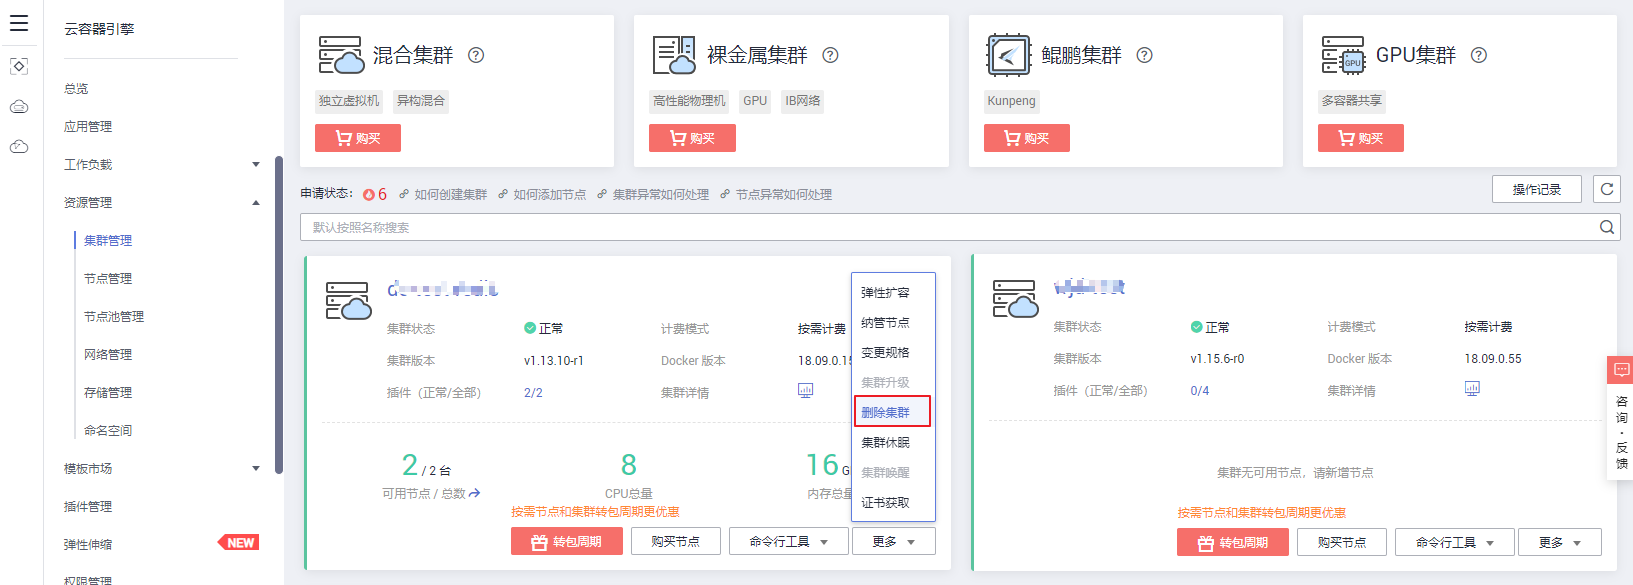 云容器引擎
总览
应用管理
工作负载
资源管理
集群管理
节点管理
节点池管理
网络管理
存储管理
命名空间
模板市场
插件管理
弹性伸缩
NEW
权限管理
混合集群
独立虚拟机 异构混合
购买
裸金属集群
高性能物理机 GPU IB网络
购买
鲲鹏集群
Kunpeng
购买
GPU
GPU集群
多容器共享
购买
申请状态: 6 如何创建集群 如何添加节点 集群异常如何处理 节点异常如何处理
操作记录
默认按照名称搜索
集群状态 正常 计费模式 按需计费
集群版本 v1.13.10-r1 Docker 版本 18.09.0.15
插件（正常/全部） 2/2 集群详情
2 / 2 台
可用节点 / 总数
8
CPU总量
16 G
内存总量
按需节点和集群转包周期更优惠
转包周期 购买节点 命令行工具 更多
弹性扩容
纳管节点
变更规格
集群升级
删除集群
集群休眠
集群唤醒
证书获取
集群状态 正常 计费模式 按需计费
集群版本 v1.15.6-r0 Docker 版本 18.09.0.55
插件（正常/全部） 0/4 集群详情
集群无可用节点，请新增节点
按需节点和集群转包周期更优惠
转包周期 购买节点 命令行工具 更多
咨询·反馈